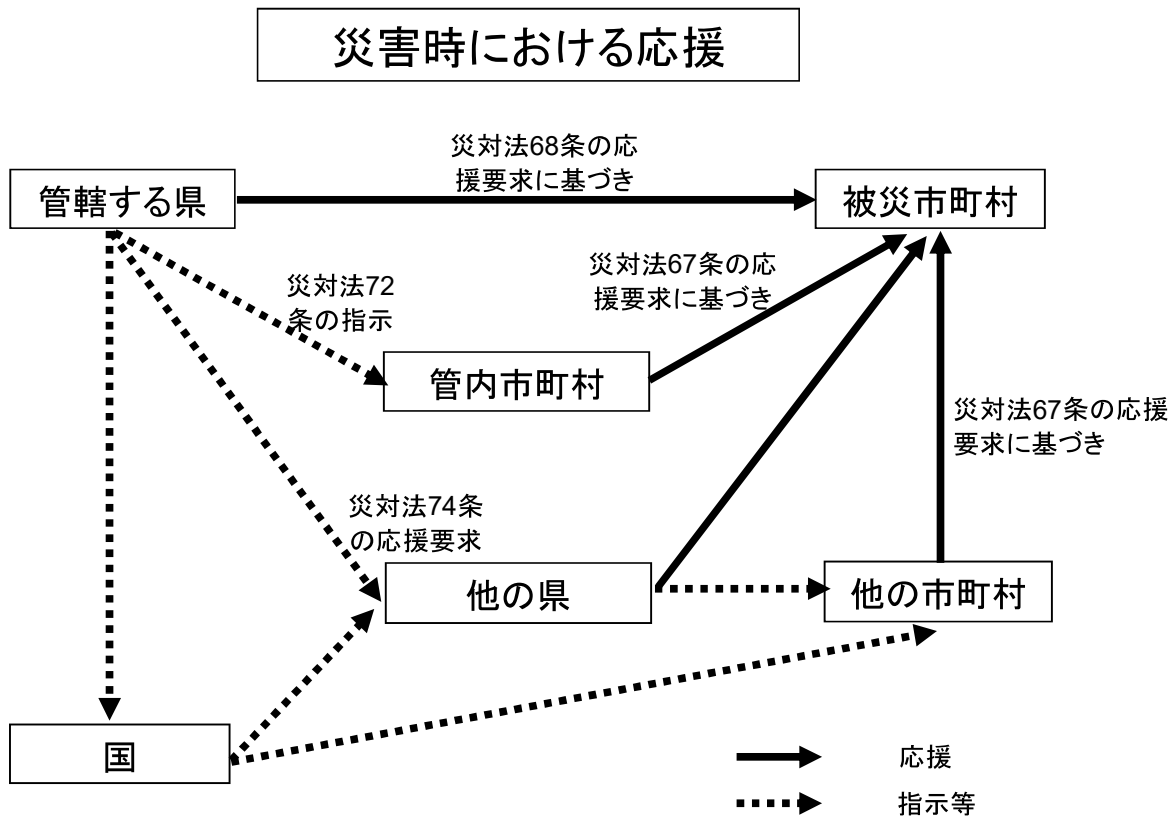 災害時における応援
災対法68条の応
援要求に基づき
管轄する県
被災市町村
災対法67条の応
援要求に基づき
災対法72
条の指示
管内市町村
災対法67条の応援
要求に基づき
災対法74条
の応援要求
他の県
他の市町村
国
応援
指示等